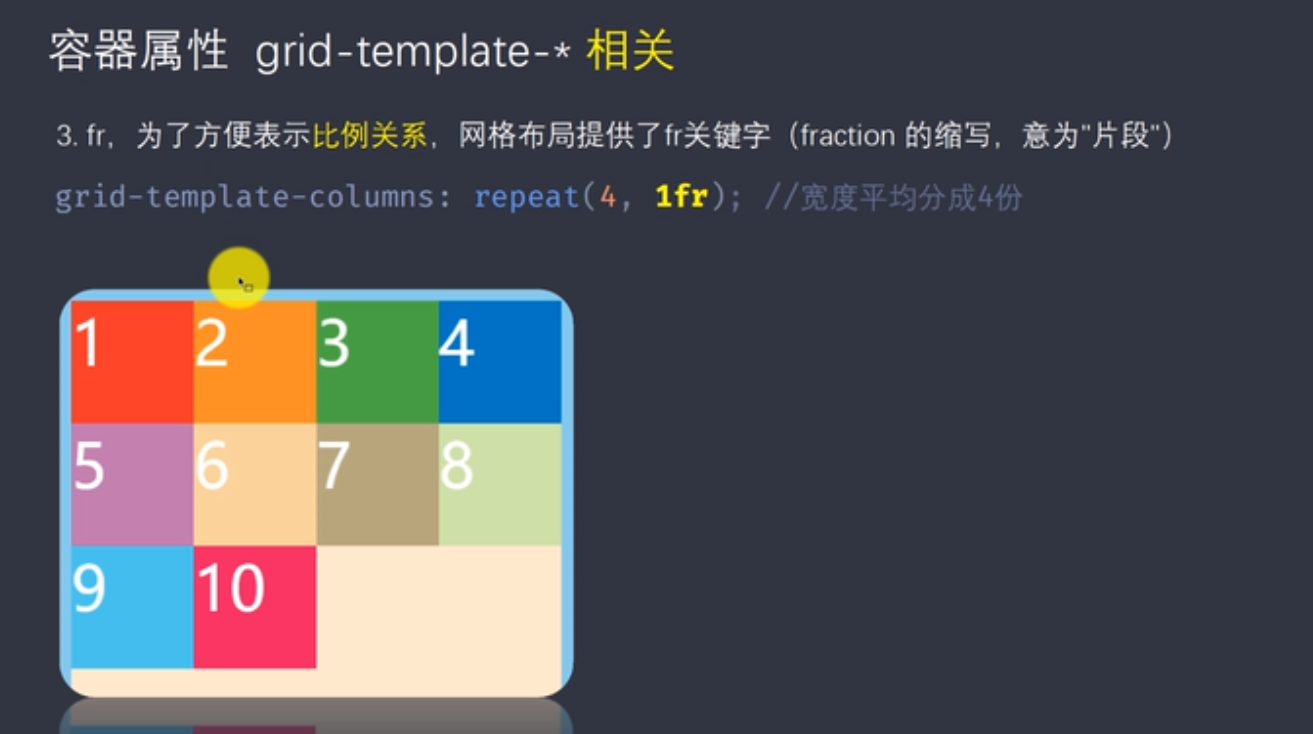 容器属性 grid-template-* 相关
3. fr，为了方便表示比例关系，网格布局提供了fr关键字（fraction 的缩写，意为"片段"）
grid-template-columns: repeat(4, 1fr); //宽度平均分成4份
1 2 3 4
5 6 7 8
9 10